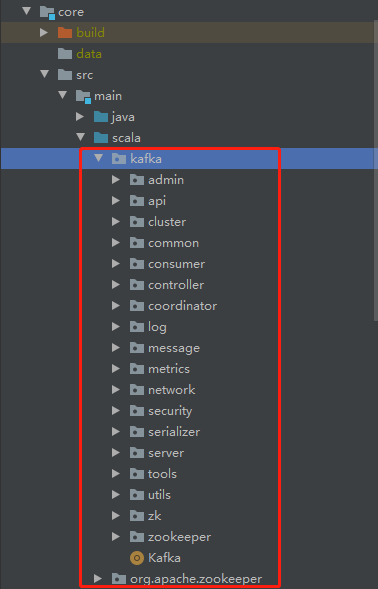 core
build
data
src
main
java
scala
kafka
admin
api
cluster
common
consumer
controller
coordinator
log
message
metrics
network
security
serializer
server
tools
utils
zk
zookeeper
Kafka
org.apache.zookeeper